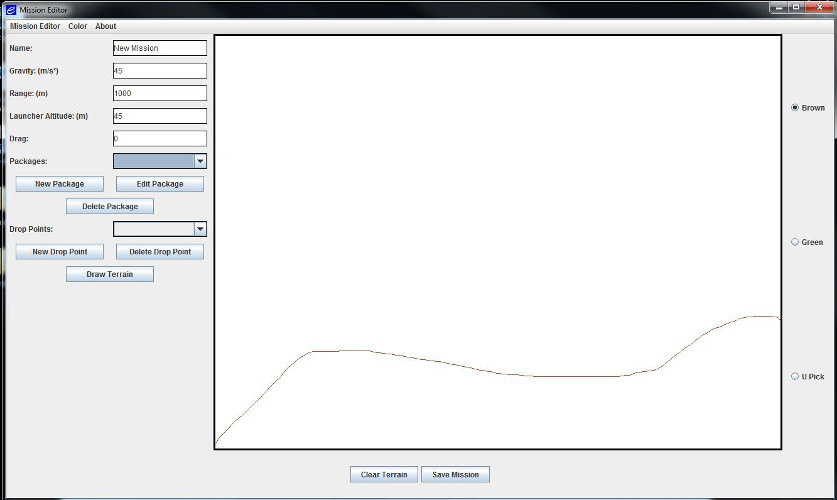 Mission Editor
Mission Editor Color About
Name: New Mission
Gravity: (m/s²) 45
Range: (m) 1000
Launcher Altitude: (m) 45
Drag: 0
Packages:
New Package Edit Package
Delete Package
Drop Points:
New Drop Point Delete Drop Point
Draw Terrain
Brown
Green
U Pick
Clear Terrain Save Mission